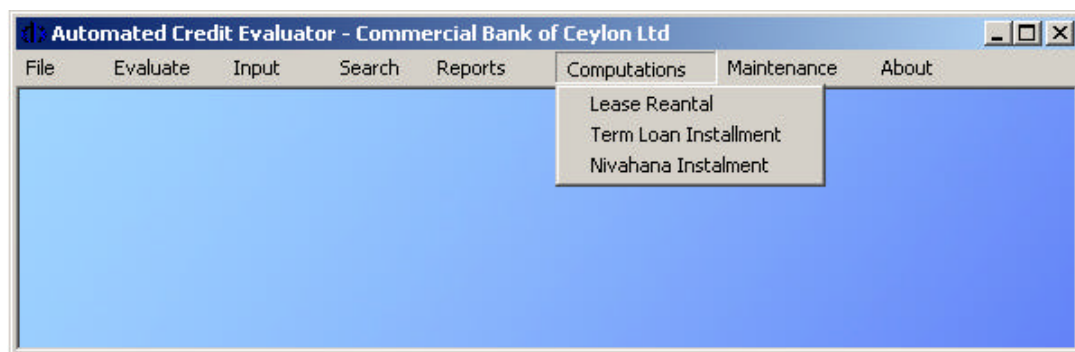 Automated Credit Evaluator - Commercial Bank of Ceylon Ltd
File Evaluate Input Search Reports Computations Maintenance About
Lease Reantal
Term Loan Installment
Nivahana Instalment